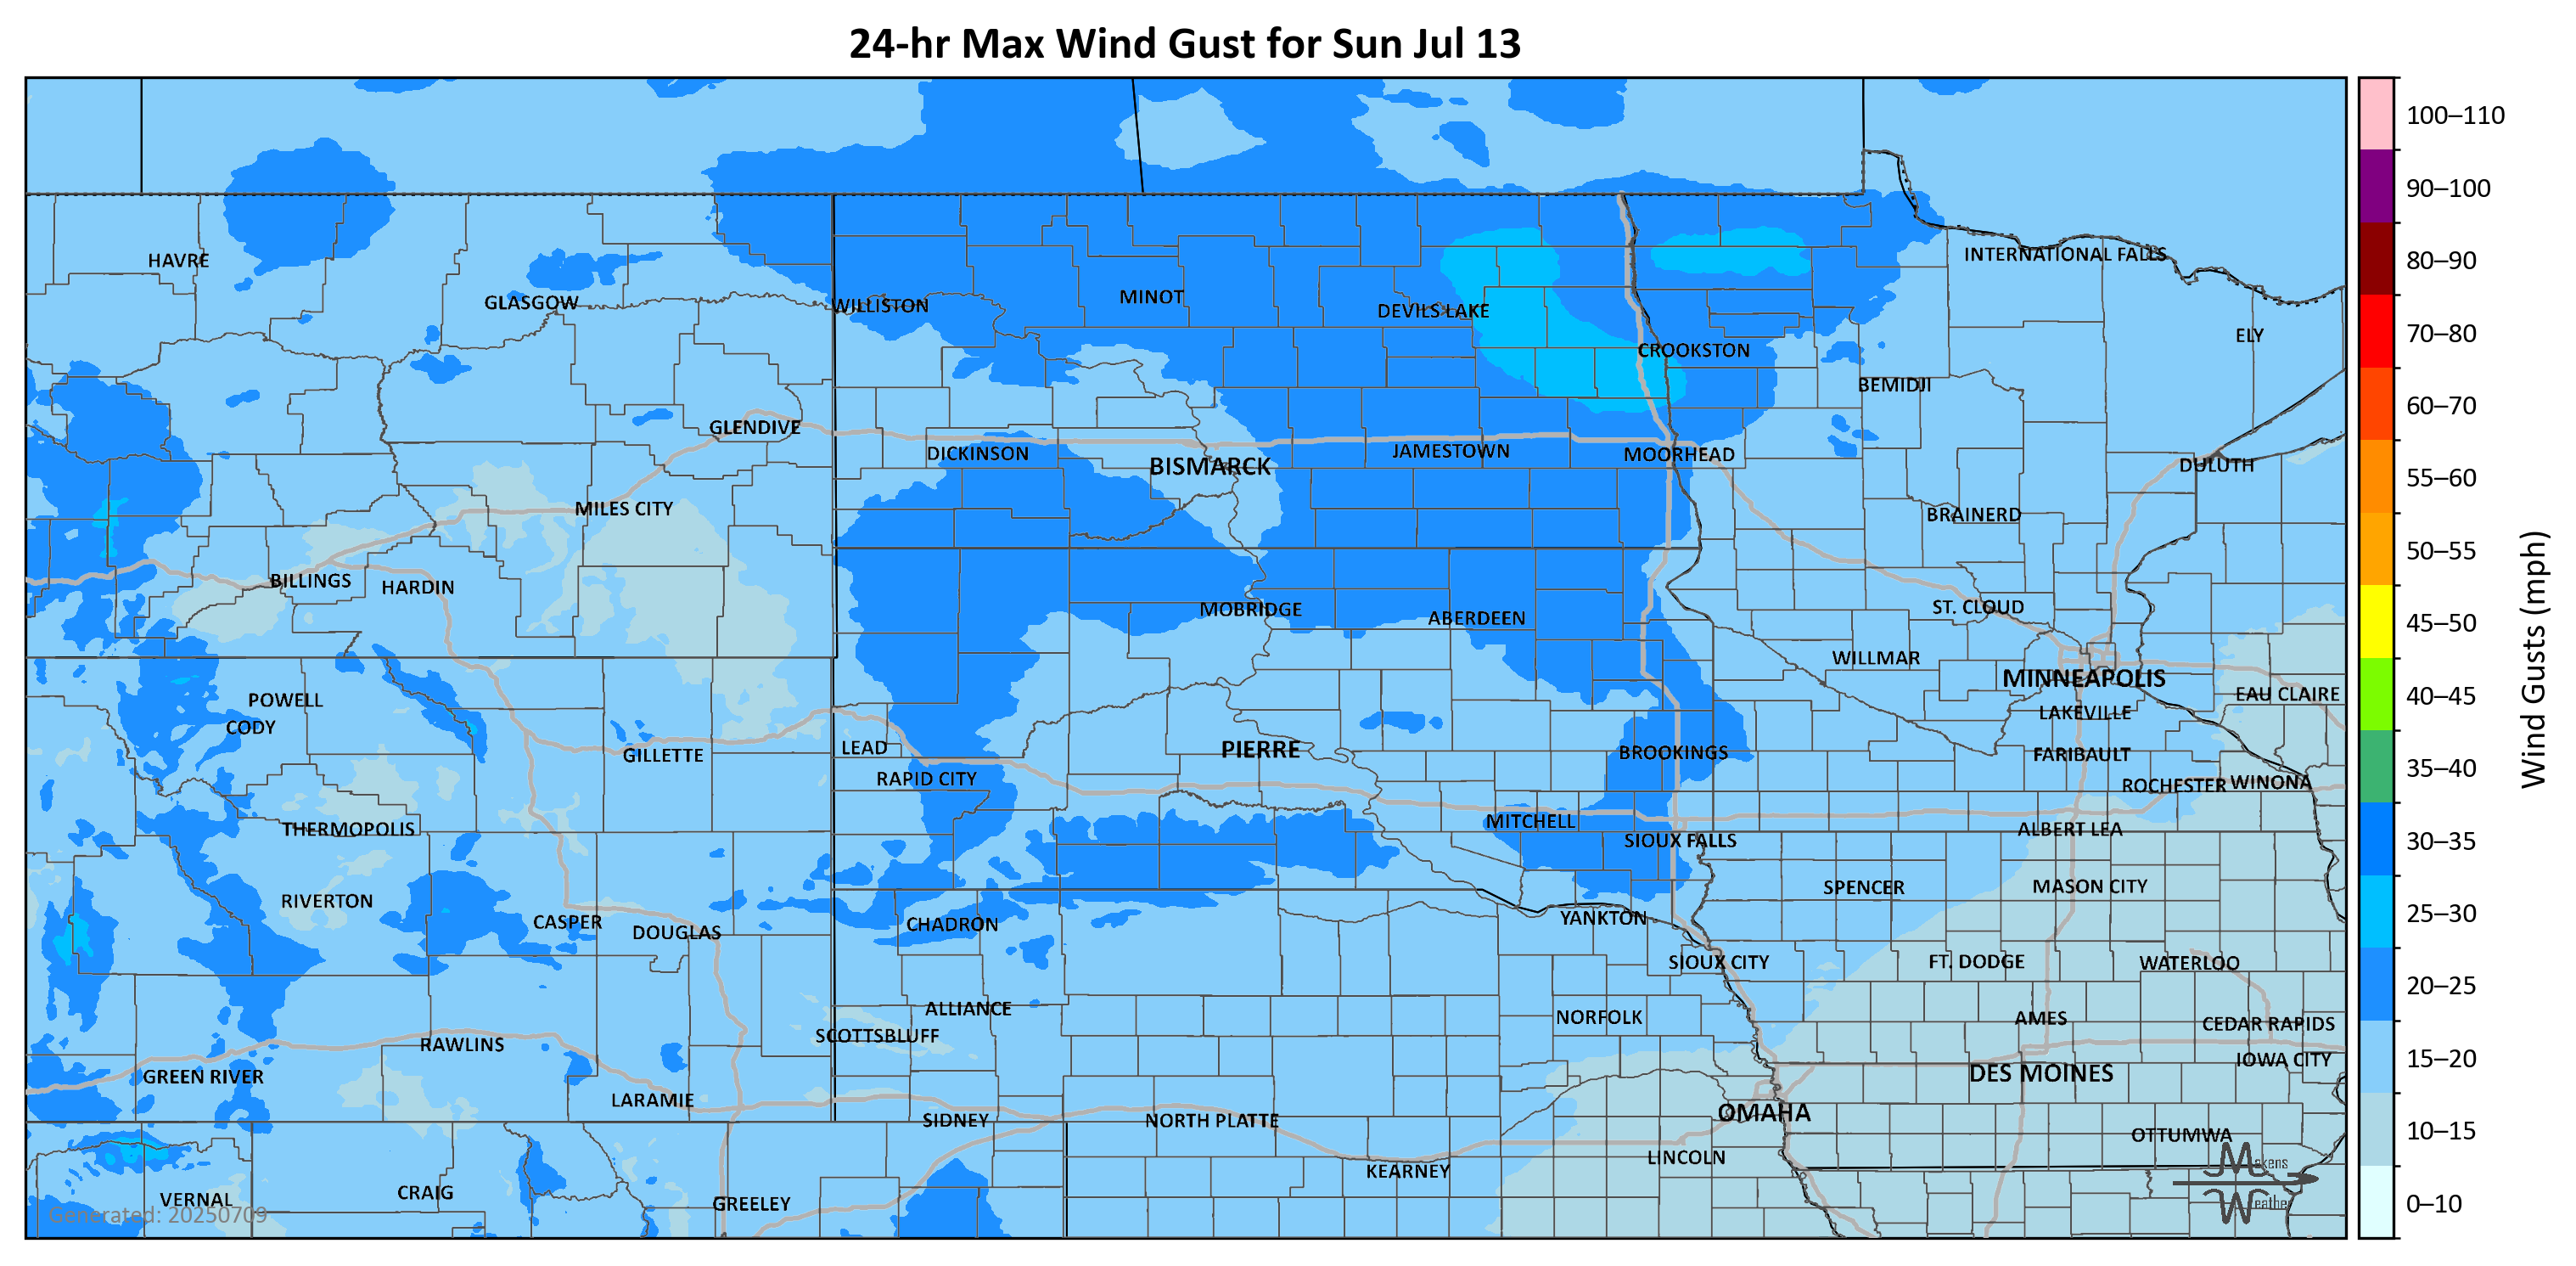 24-hr Max Wind Gust for Sun Jul 13
HAVRE
GLASGOW
WILLISTON
MINOT
DEVILS LAKE
CROOKSTON
INTERNATIONAL FALLS
ELY
BEMIDJI
GLENDIVE
DICKINSON
BISMARCK
JAMESTOWN
MOORHEAD
DULUTH
MILES CITY
BRAINERD
BILLINGS
HARDIN
MOBRIDGE
ABERDEEN
ST. CLOUD
WILLMAR
MINNEAPOLIS
EAU CLAIRE
POWELL
CODY
LAKEVILLE
GILLETTE
LEAD
PIERRE
BROOKINGS
FARIBAULT
RAPID CITY
ROCHESTER
WINONA
THERMOPOLIS
MITCHELL
ALBERT LEA
SIOUX FALLS
RIVERTON
SPENCER
MASON CITY
CASPER
DOUGLAS
CHADRON
YANKTON
SIOUX CITY
FT. DODGE
WATERLOO
ALLIANCE
NORFOLK
AMES
CEDAR RAPIDS
SCOTTSBLUFF
RAWLINS
IOWA CITY
GREEN RIVER
DES MOINES
LARAMIE
OMAHA
SIDNEY
NORTH PLATTE
OTTUMWA
LINCOLN
KEARNEY
VERNAL
CRAIG
GREELEY
Generated: 20250709
Makens
Weather
100–110
90–100
80–90
70–80
60–70
55–60
50–55
45–50
40–45
35–40
30–35
25–30
20–25
15–20
10–15
0–10
Wind Gusts (mph)